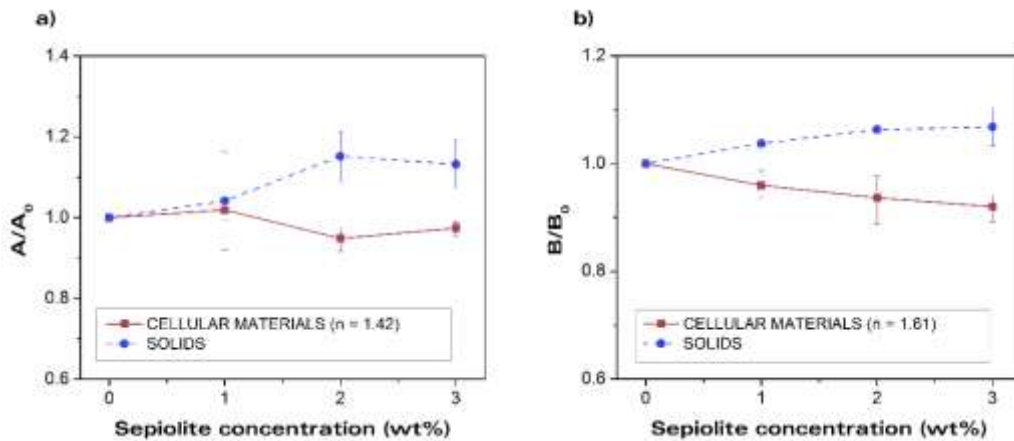 a)
1.4
1.2
1.0
0.8
0.6
A/A₀
CELLULAR MATERIALS (n = 1.42)
SOLIDS
0 1 2 3
Sepiolite concentration (wt%)
b)
1.2
1.0
0.8
0.6
B/B₀
CELLULAR MATERIALS (n = 1.61)
SOLIDS
0 1 2 3
Sepiolite concentration (wt%)